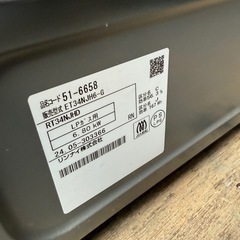 品名コード 51-6658
販売型式 ET34NJH6-G
RT34NJHD
LPガス用
6.80 kW
24.05-303366
リンナイ株式会社